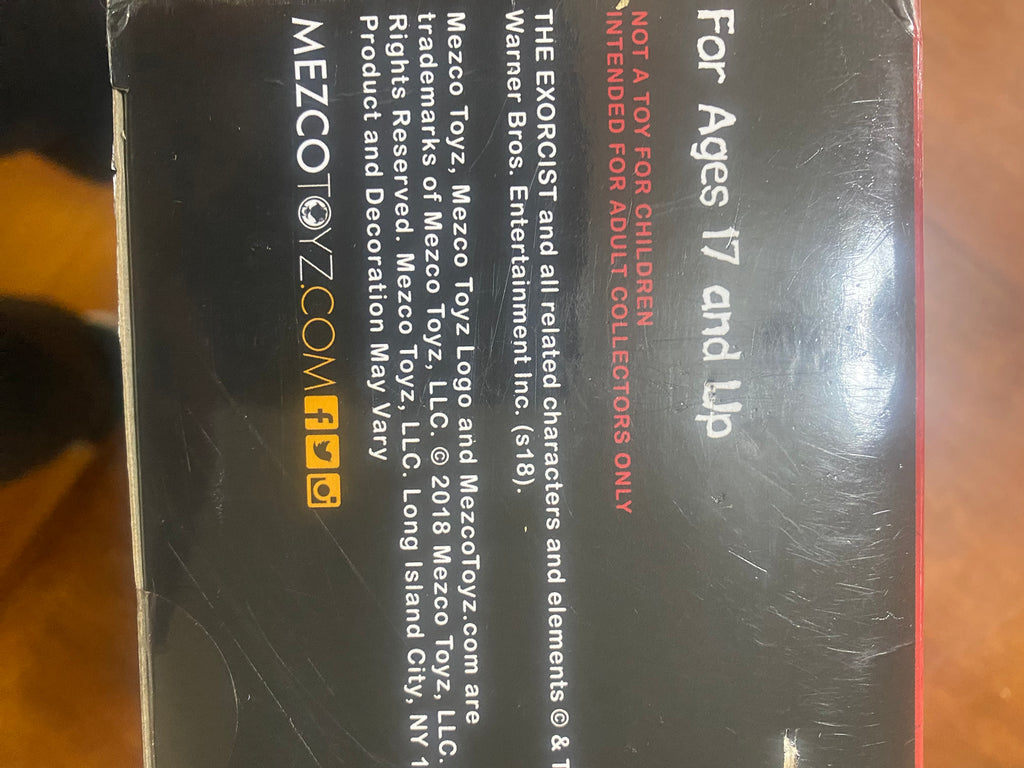 For Ages 17 and Up
NOT A TOY FOR CHILDREN
INTENDED FOR ADULT COLLECTORS ONLY
THE EXORCIST and all related characters and elements © &
Warner Bros. Entertainment Inc. (s18).
Mezco Toyz, Mezco Toyz Logo and MezcoToyz.com are
trademarks of Mezco Toyz, LLC. © 2018 Mezco Toyz, LLC.
Rights Reserved. Mezco Toyz, LLC. Long Island City, NY
Product and Decoration May Vary
MEZCOTOYZ.COM